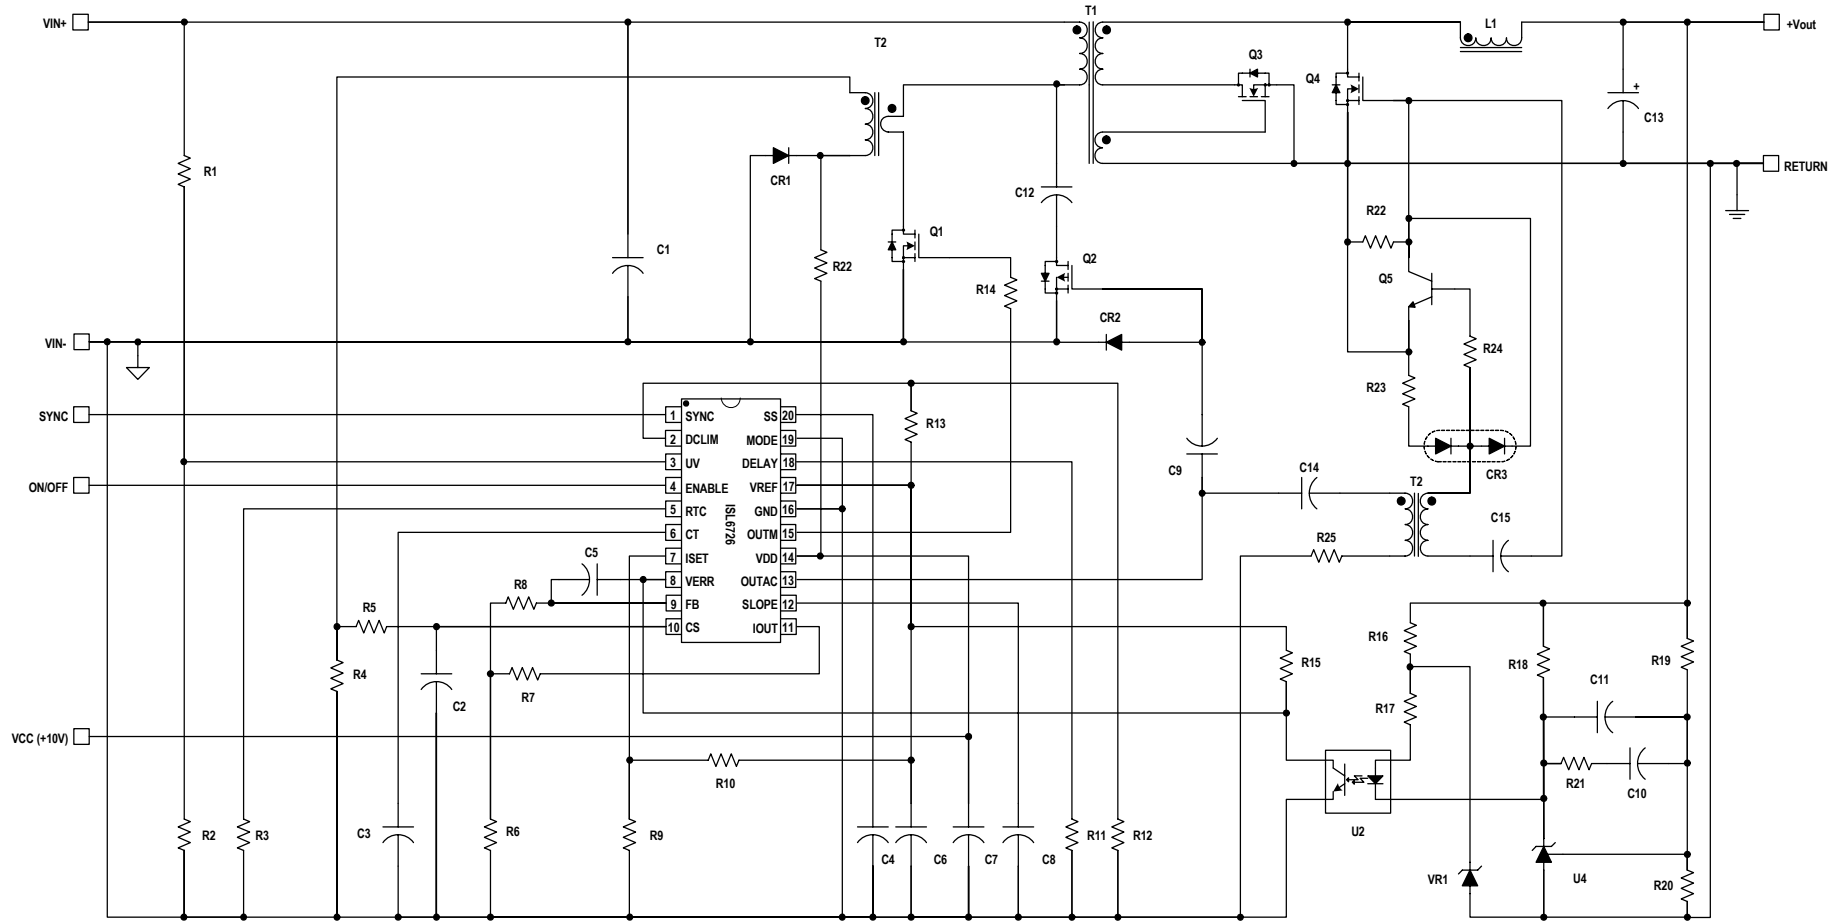 VIN+
T2
T1
L1
+Vout
Q3
Q4
C13
R1
CR1
RETURN
C12
R22
C1
R22
Q1
Q2
R14
Q5
CR2
VIN-
R24
R23
SYNC
R13
C9
C14
T2
CR3
ON/OFF
C15
R25
1 SYNC SS 20
2 DCLIM MODE 19
3 UV DELAY 18
4 ENABLE VREF 17
5 RTC GND 16
6 CT OUTM 15
7 ISET VDD 14
8 VERR OUTAC 13
9 FB SLOPE 12
10 CS IOUT 11
ISL6726
C5
R8
R5
R4
C2
R7
R16
R15
R18
R19
C11
R17
VCC (+10V)
R10
R21
C10
R2
R3
C3
R6
R9
C4
C6
C7
C8
R11
R12
U2
VR1
U4
R20
+